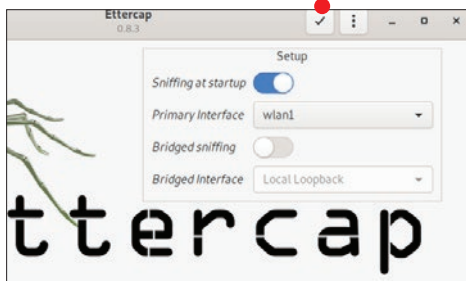 Ettercap
0.8.3
Setup
Sniffing at startup
Primary Interface wlan1
Bridged sniffing
Bridged Interface Local Loopback
ttercap